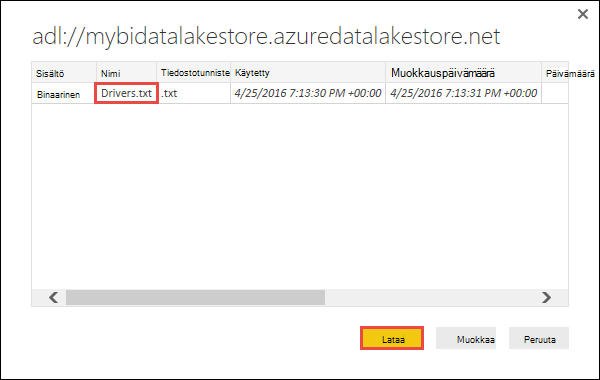 adl://mybidatalakestore.azuredatalakestore.net
Sisältö Nimi Tiedostotunniste Käytetty Muokkauspäivämäärä Päivämäärä
Binaarinen Drivers.txt .txt 4/25/2016 7:13:30 PM +00:00 4/25/2016 7:13:31 PM +00:00
Lataa Muokkaa Peruuta